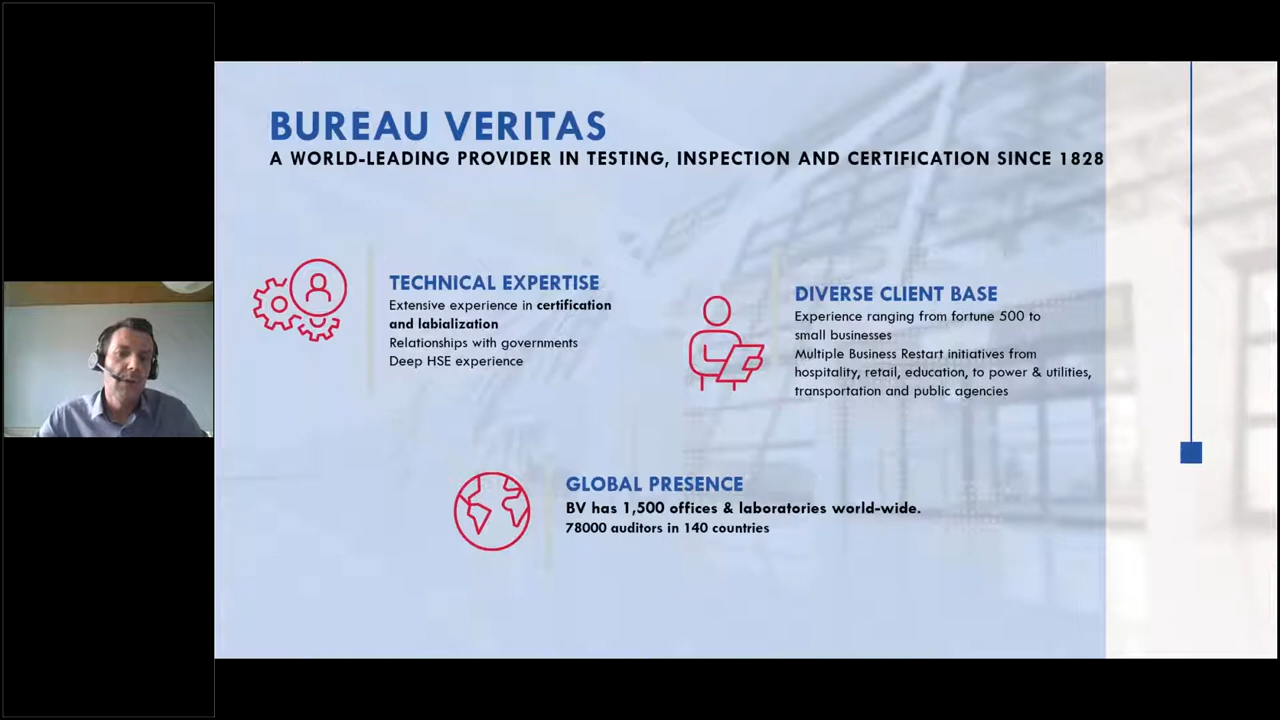 BUREAU VERITAS
A WORLD-LEADING PROVIDER IN TESTING, INSPECTION AND CERTIFICATION SINCE 1828
TECHNICAL EXPERTISE
Extensive experience in certification
and labialization
Relationships with governments
Deep HSE experience
DIVERSE CLIENT BASE
Experience ranging from fortune 500 to
small businesses
Multiple Business Restart initiatives from
hospitality, retail, education, to power & utilities,
transportation and public agencies
GLOBAL PRESENCE
BV has 1,500 offices & laboratories world-wide.
78000 auditors in 140 countries